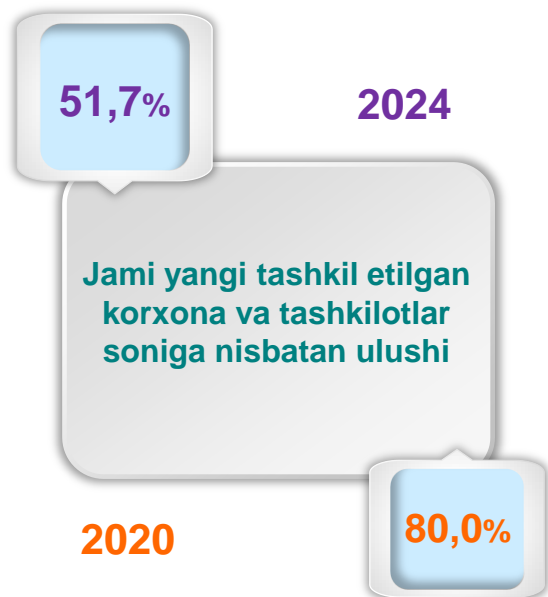 51,7%
2024
Jami yangi tashkil etilgan
korxona va tashkilotlar
soniga nisbatan ulushi
2020
80,0%